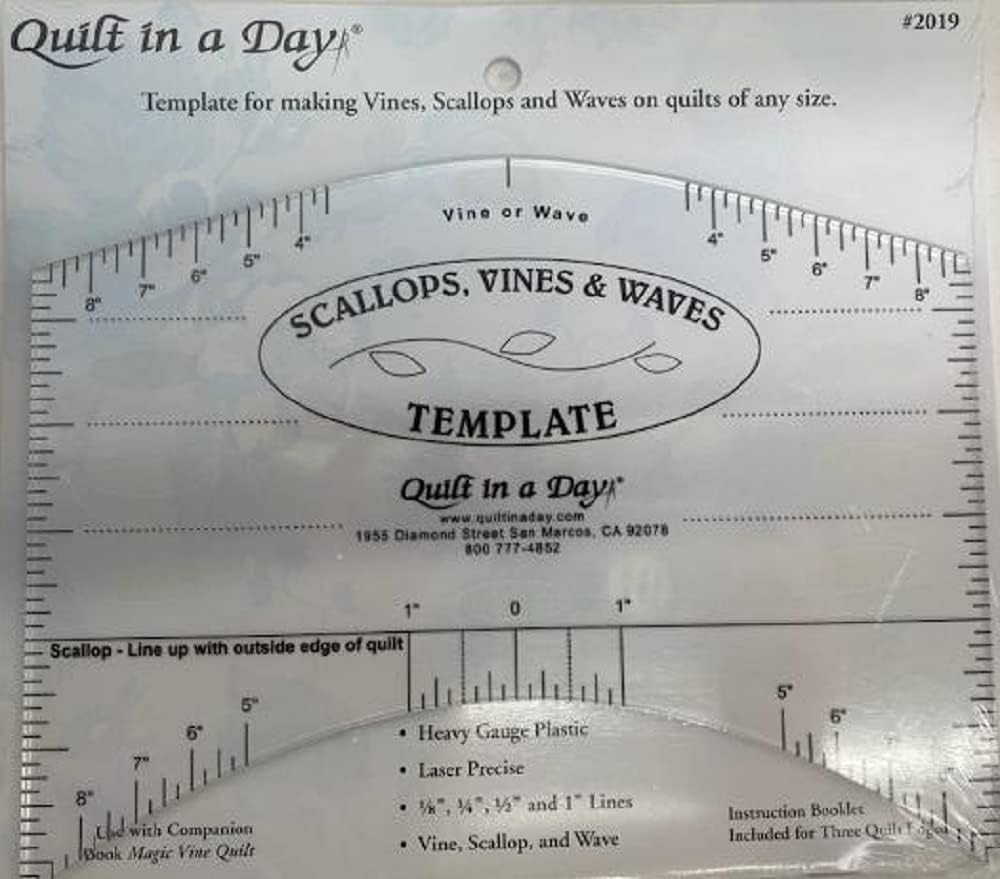 Quilt in a Day®
#2019
Template for making Vines, Scallops and Waves on quilts of any size.
Vine or Wave
8" 7" 6" 5" 4" 4" 5" 6" 7" 8"
SCALLOPS, VINES & WAVES
TEMPLATE
Quilt in a Day
www.quiltinaday.com
1955 Diamond Street San Marcos, CA 92078
800 777-4852
1" 0 1"
Scallop - Line up with outside edge of quilt
8" 7" 6" 5" 5" 6"
• Heavy Gauge Plastic
• Laser Precise
• ⅛", ¼", ½" and 1" Lines
• Vine, Scallop, and Wave
Used with Companion
Book Magic Vine Quilt
Instruction Booklet
Included for Three Quilt Edges